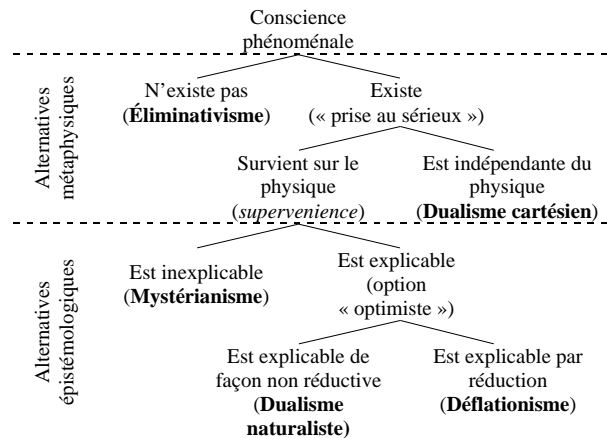 Conscience
phénoménale
Alternatives
métaphysiques
N'existe pas
(Éliminativisme)
Existe
(« prise au sérieux »)
Survient sur le
physique
(supervenience)
Est indépendante du
physique
(Dualisme cartésien)
Alternatives
épistémologiques
Est inexplicable
(Mystérianisme)
Est explicable
(option
« optimiste »)
Est explicable de
façon non réductive
(Dualisme
naturaliste)
Est explicable par
réduction
(Déflationisme)